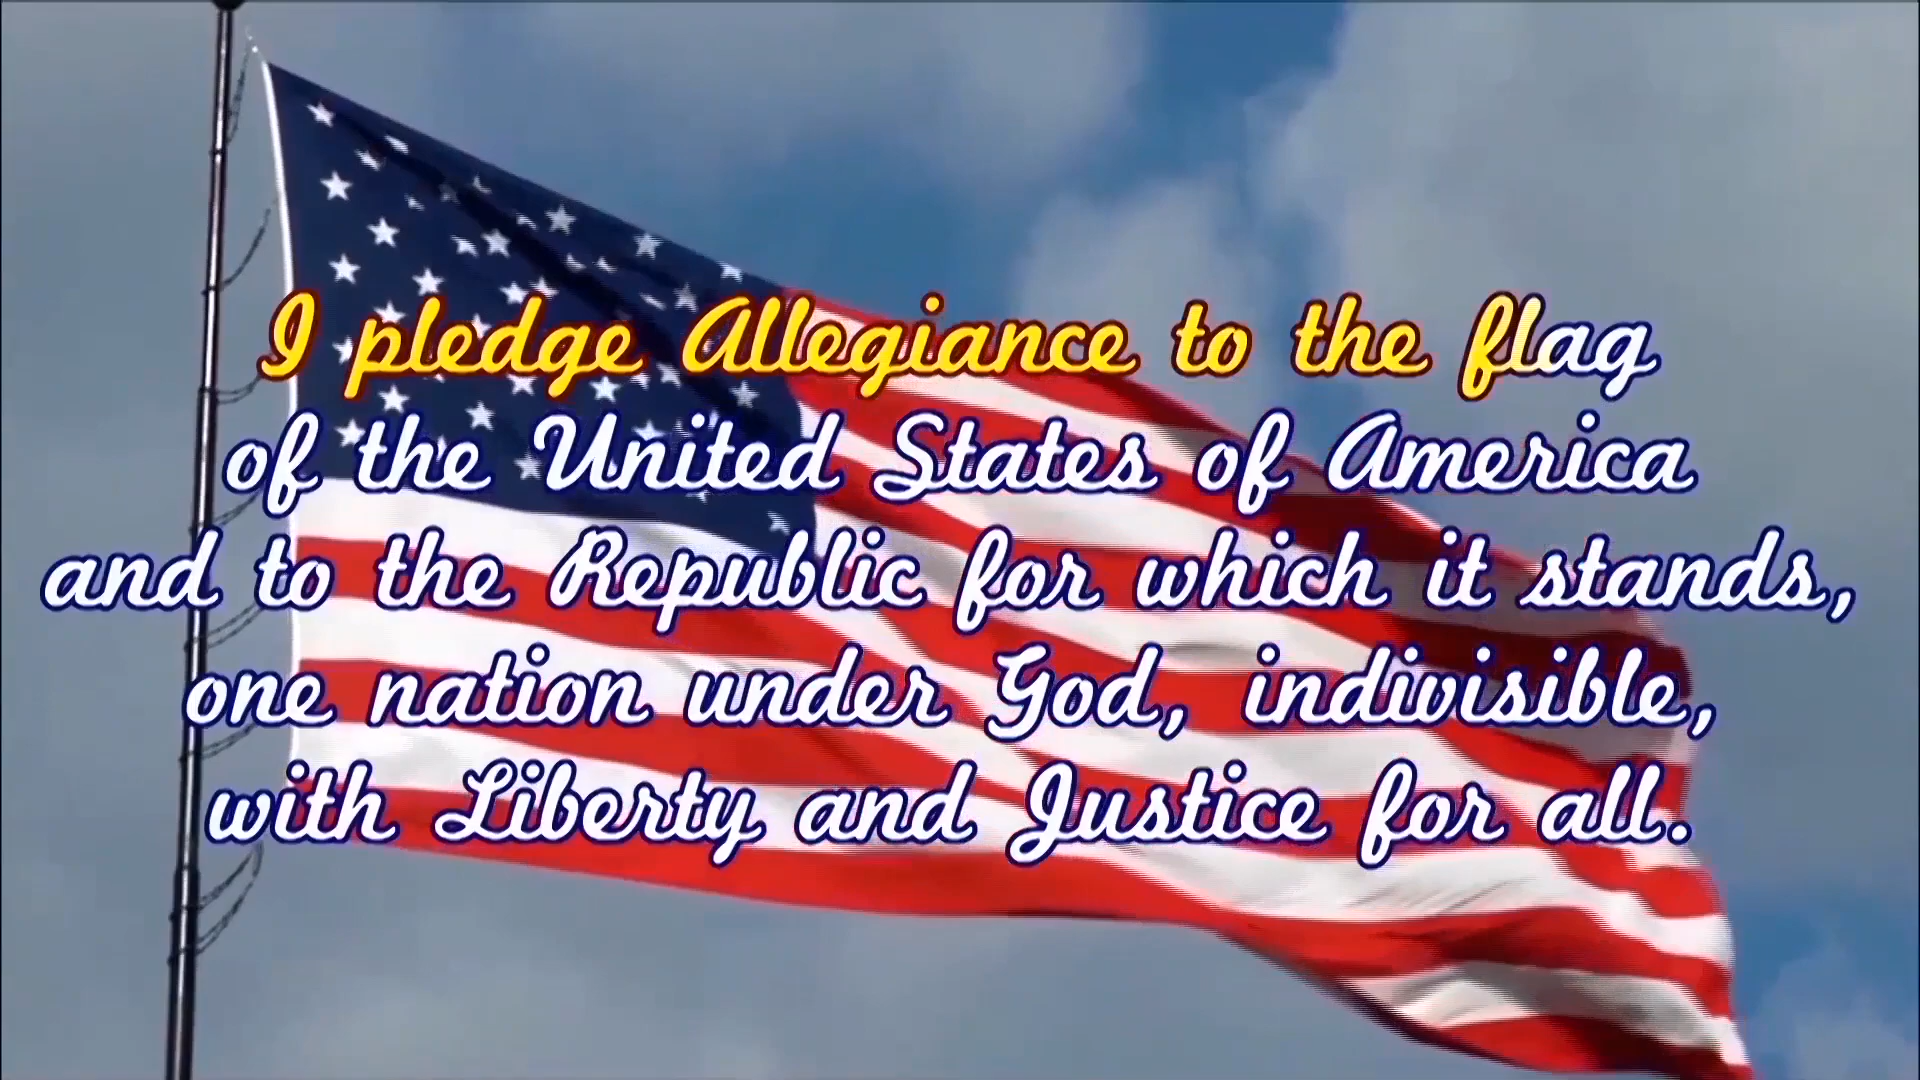 I pledge Allegiance to the flag
of the United States of America
and to the Republic for which it stands,
one nation under God, indivisible,
with Liberty and Justice for all.